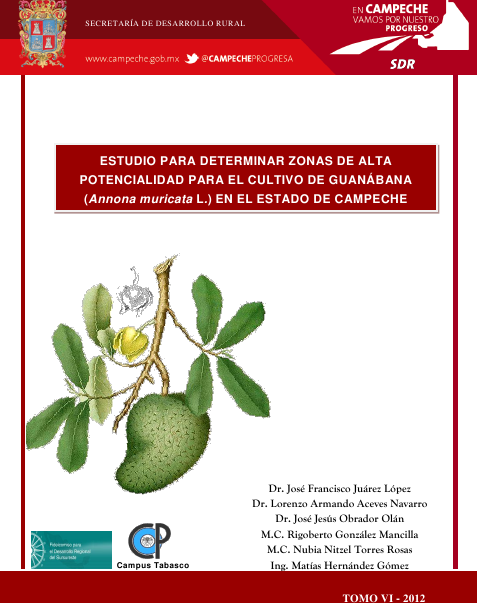 SECRETARÍA DE DESARROLLO RURAL
EN CAMPECHE
VAMOS POR NUESTRO
PROGRESO
www.campeche.gob.mx @CAMPECHEPROGRESA
SDR
ESTUDIO PARA DETERMINAR ZONAS DE ALTA
POTENCIALIDAD PARA EL CULTIVO DE GUANÁBANA
(Annona muricata L.) EN EL ESTADO DE CAMPECHE
Dr. José Francisco Juárez López
Dr. Lorenzo Armando Aceves Navarro
Dr. José Jesús Obrador Olán
M.C. Rigoberto González Mancilla
M.C. Nubia Nitzel Torres Rosas
Ing. Matías Hernández Gómez
el Desarrollo Regional
CP
Campus Tabasco
TOMO VI - 2012